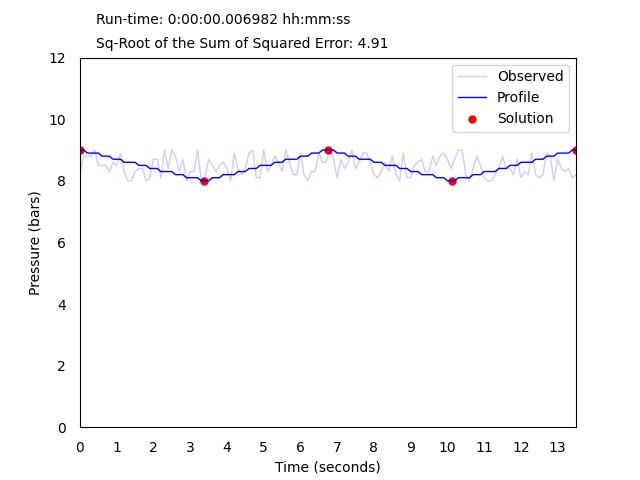 Run-time: 0:00:00.006982 hh:mm:ss
Sq-Root of the Sum of Squared Error: 4.91
12
10
8
6
4
2
0
Pressure (bars)
Observed
Profile
Solution
0 1 2 3 4 5 6 7 8 9 10 11 12 13
Time (seconds)